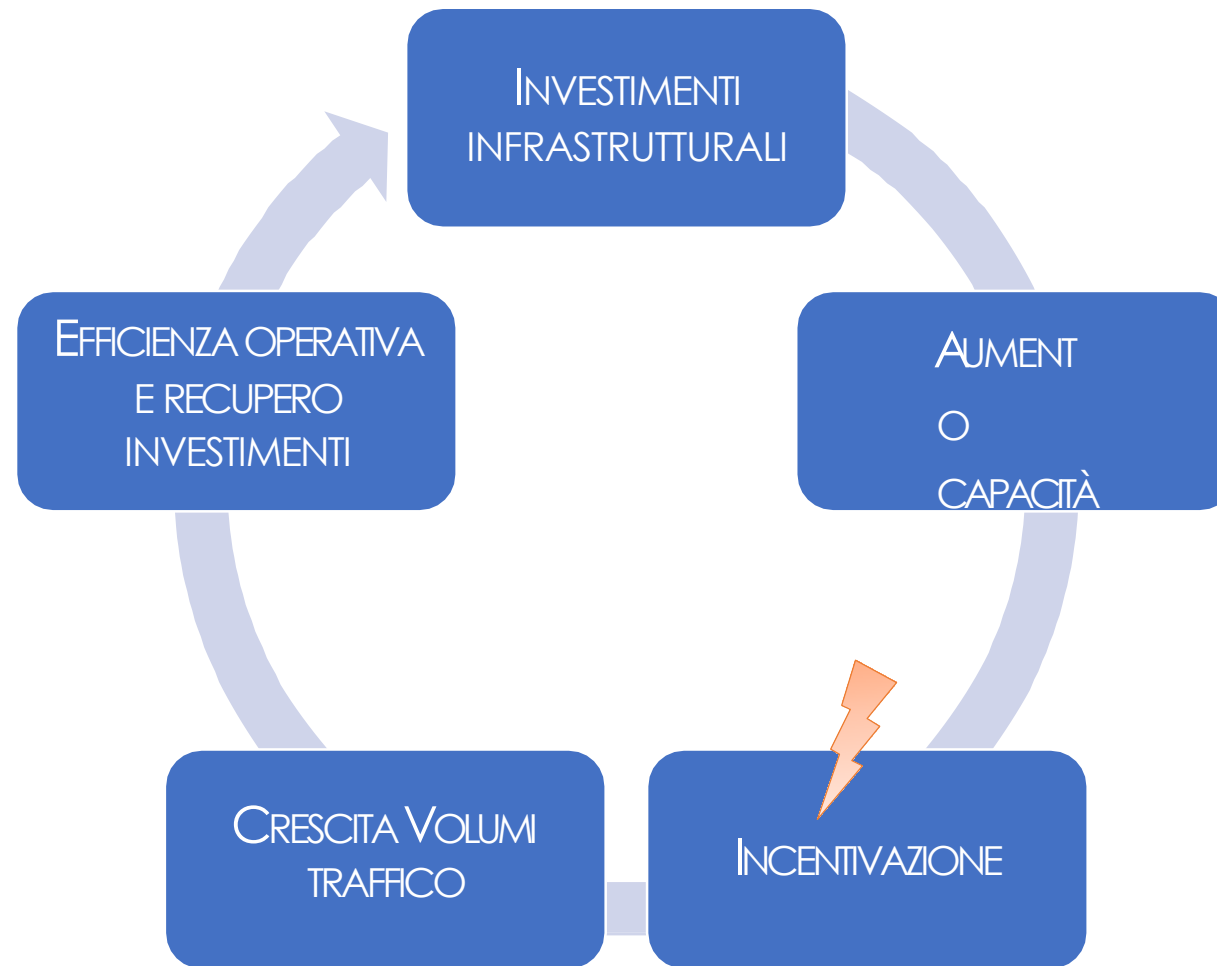 INVESTIMENTI
INFRASTRUTTURALI
EFFICIENZA OPERATIVA
E RECUPERO
INVESTIMENTI
AUMENT
O
CAPACITÀ
CRESCITA VOLUMI
TRAFFICO
INCENTIVAZIONE